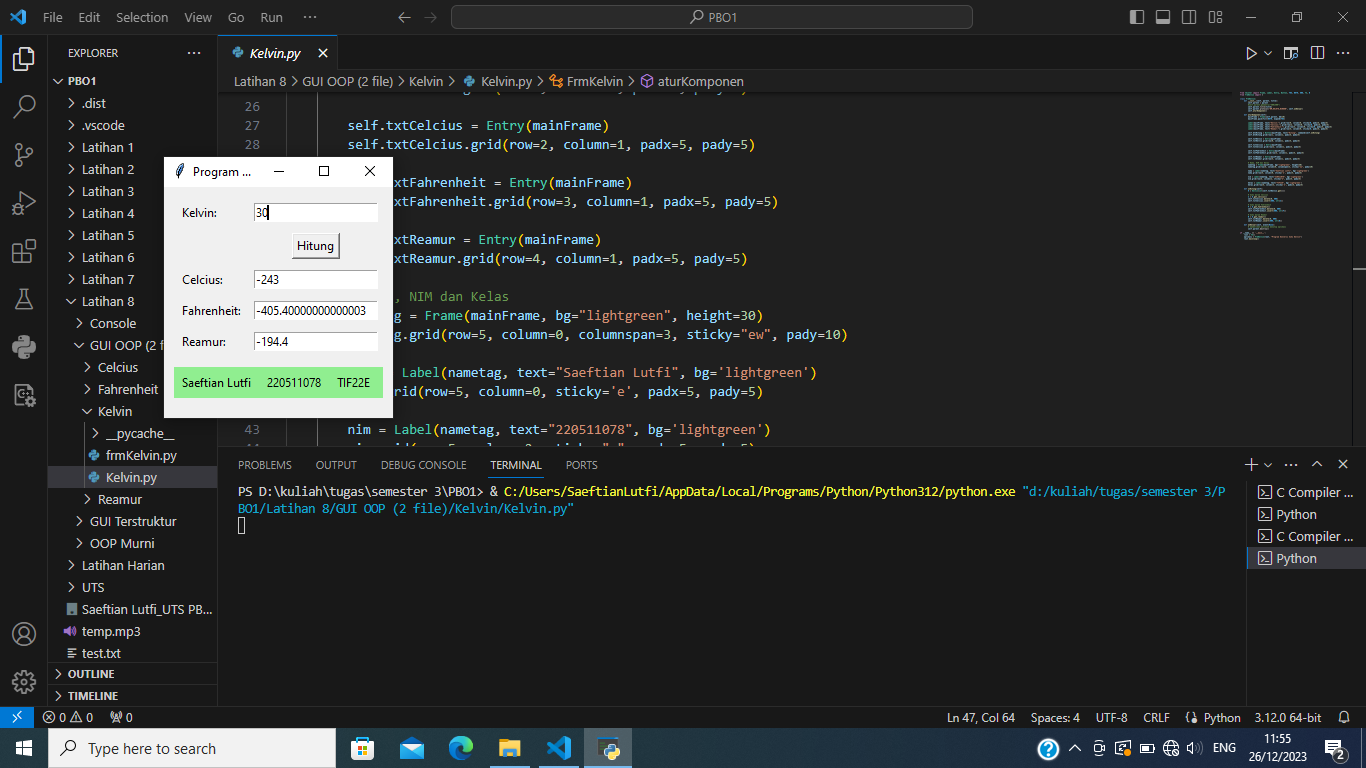 File Edit Selection View Go Run ···
PBO1
EXPLORER
PBO1
.dist
.vscode
Latihan 1
Latihan 2
Latihan 3
Latihan 4
Latihan 5
Latihan 6
Latihan 7
Latihan 8
Console
GUI OOP (2 f
Celcius
Fahrenheit
Kelvin
__pycache__
frmKelvin.py
Kelvin.py
Reamur
GUI Terstruktur
OOP Murni
Latihan Harian
UTS
Saeftian Lutfi_UTS PB...
temp.mp3
test.txt
OUTLINE
TIMELINE
Kelvin.py
Latihan 8 > GUI OOP (2 file) > Kelvin > Kelvin.py > FrmKelvin > aturKomponen
26
27 self.txtCelcius = Entry(mainFrame)
28 self.txtCelcius.grid(row=2, column=1, padx=5, pady=5)
xtFahrenheit = Entry(mainFrame)
xtFahrenheit.grid(row=3, column=1, padx=5, pady=5)
xtReamur = Entry(mainFrame)
xtReamur.grid(row=4, column=1, padx=5, pady=5)
, NIM dan Kelas
g = Frame(mainFrame, bg="lightgreen", height=30)
g.grid(row=5, column=0, columnspan=3, sticky="ew", pady=10)
Label(nametag, text="Saeftian Lutfi", bg='lightgreen')
rid(row=5, column=0, sticky='e', padx=5, pady=5)
43 nim = Label(nametag, text="220511078", bg='lightgreen')
Program ...
Kelvin: 30
Hitung
Celcius: -243
Fahrenheit: -405.40000000000003
Reamur: -194.4
Saeftian Lutfi 220511078 TIF22E
PROBLEMS OUTPUT DEBUG CONSOLE TERMINAL PORTS
PS D:\kuliah\tugas\semester 3\PBO1> & C:/Users/SaeftianLutfi/AppData/Local/Programs/Python/Python312/python.exe "d:/kuliah/tugas/semester 3/P
BO1/Latihan 8/GUI OOP (2 file)/Kelvin/Kelvin.py"
C Compiler ...
Python
C Compiler ...
Python
0 0 0
Ln 47, Col 64 Spaces: 4 UTF-8 CRLF Python 3.12.0 64-bit
Type here to search
ENG
11:55
26/12/2023
2